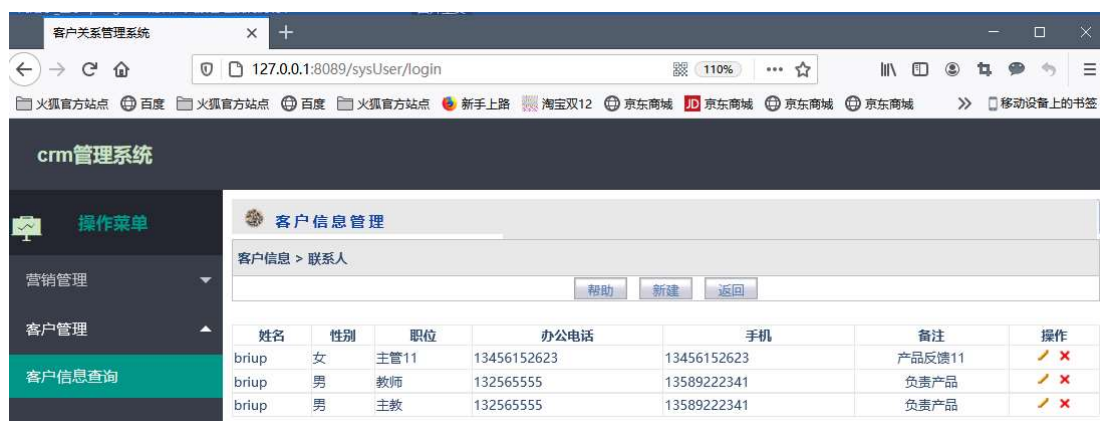 客户关系管理系统
127.0.0.1:8089/sysUser/login 110%
火狐官方站点 百度 火狐官方站点 百度 火狐官方站点 新手上路 淘宝双12 京东商城 JD 京东商城 京东商城 京东商城 移动设备上的书签
crm管理系统
操作菜单
客户信息管理
客户信息 > 联系人
营销管理
帮助 新建 返回
客户管理
姓名 性别 职位 办公电话 手机 备注 操作
briup 女 主管11 13456152623 13456152623 产品反馈11
客户信息查询
briup 男 教师 132565555 13589222341 负责产品
briup 男 主教 132565555 13589222341 负责产品